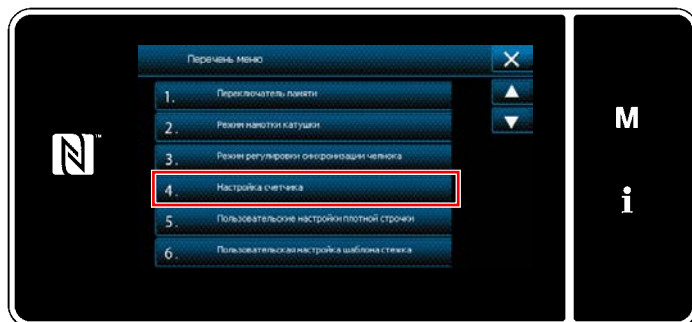 Перечень меню
1. Переключатель памяти
2. Режим намотки катушки
3. Режим регулировки синхронизации челнока
4. Настройка счетчика
5. Пользовательские настройки плотной строчки
6. Пользовательская настройка шаблона стежка
M
i